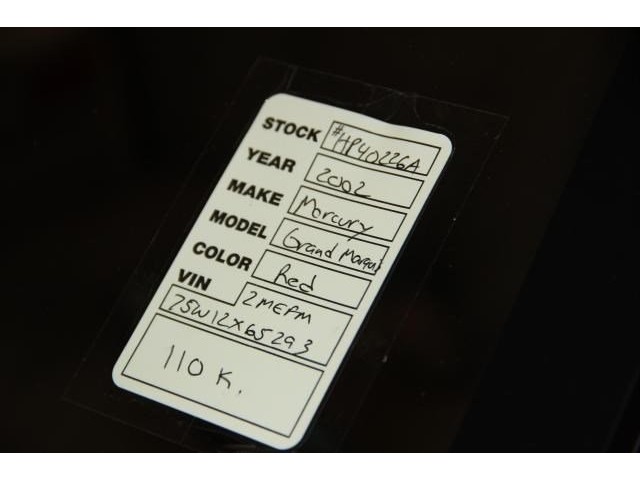 STOCK #HP40226A
YEAR 2002
MAKE Mercury
MODEL Grand Marquis
COLOR Red
VIN 2MEFM
75W12X65293
110 K.